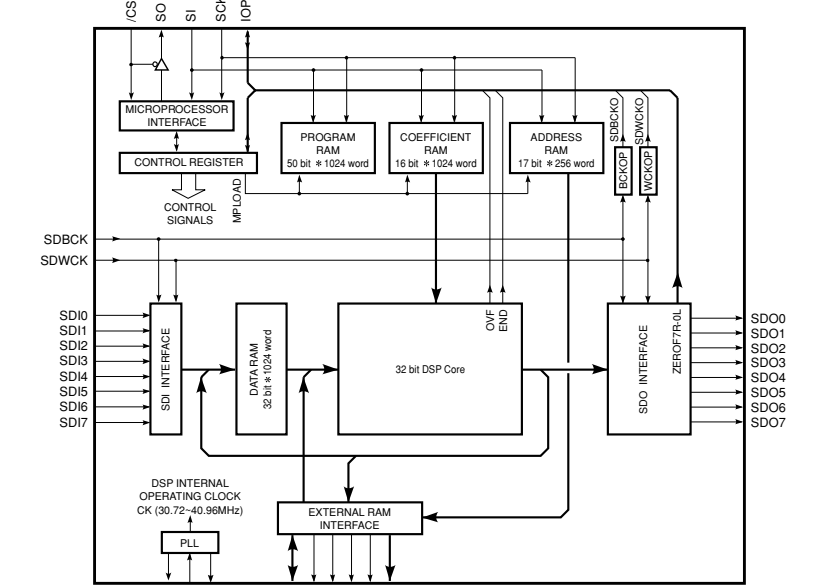 /CS
SO
SI
SCK
IOP
MICROPROCESSOR
INTERFACE
CONTROL REGISTER
CONTROL
SIGNALS
MPLOAD
PROGRAM
RAM
50 bit * 1024 word
COEFFICIENT
RAM
16 bit * 1024 word
ADDRESS
RAM
17 bit * 256 word
SDBCKO
SDWCKO
BCKOP
WCKOP
SDBCK
SDWCK
SDI0
SDI1
SDI2
SDI3
SDI4
SDI5
SDI6
SDI7
SDI INTERFACE
DATA RAM
32 bit * 1024 word
32 bit DSP Core
OVF
END
SDO INTERFACE
ZEROF7R-0L
SDO0
SDO1
SDO2
SDO3
SDO4
SDO5
SDO6
SDO7
DSP INTERNAL
OPERATING CLOCK
CK (30.72~40.96MHz)
PLL
EXTERNAL RAM
INTERFACE